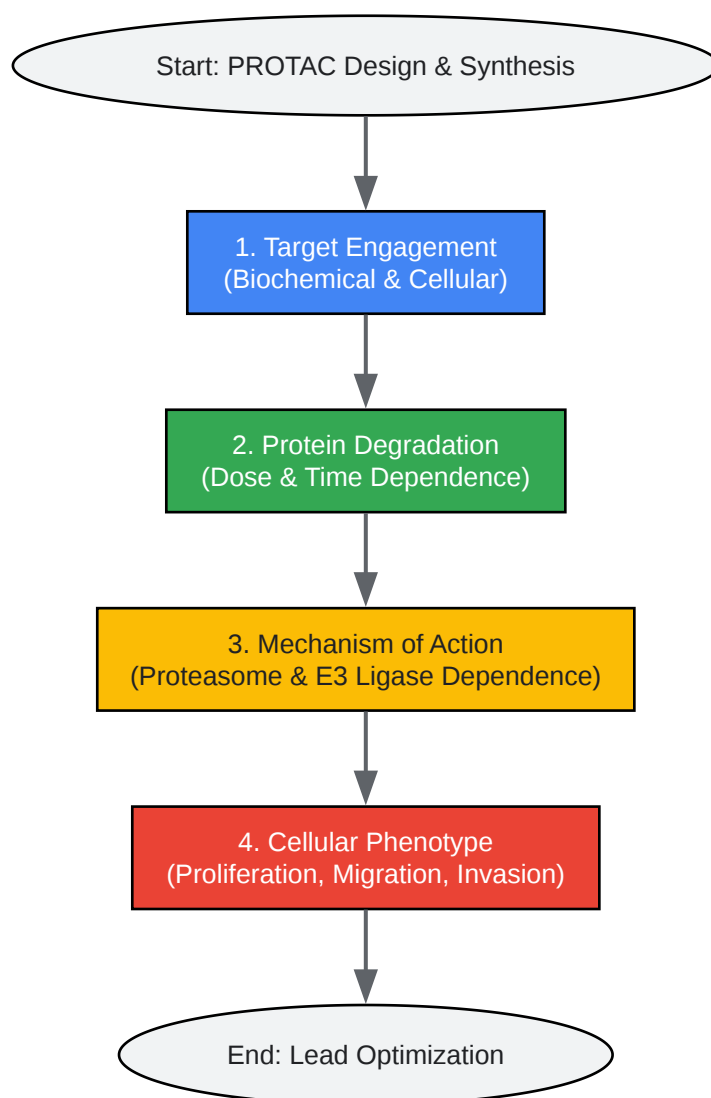 Start: PROTAC Design & Synthesis
1. Target Engagement
(Biochemical & Cellular)
2. Protein Degradation
(Dose & Time Dependence)
3. Mechanism of Action
(Proteasome & E3 Ligase Dependence)
4. Cellular Phenotype
(Proliferation, Migration, Invasion)
End: Lead Optimization